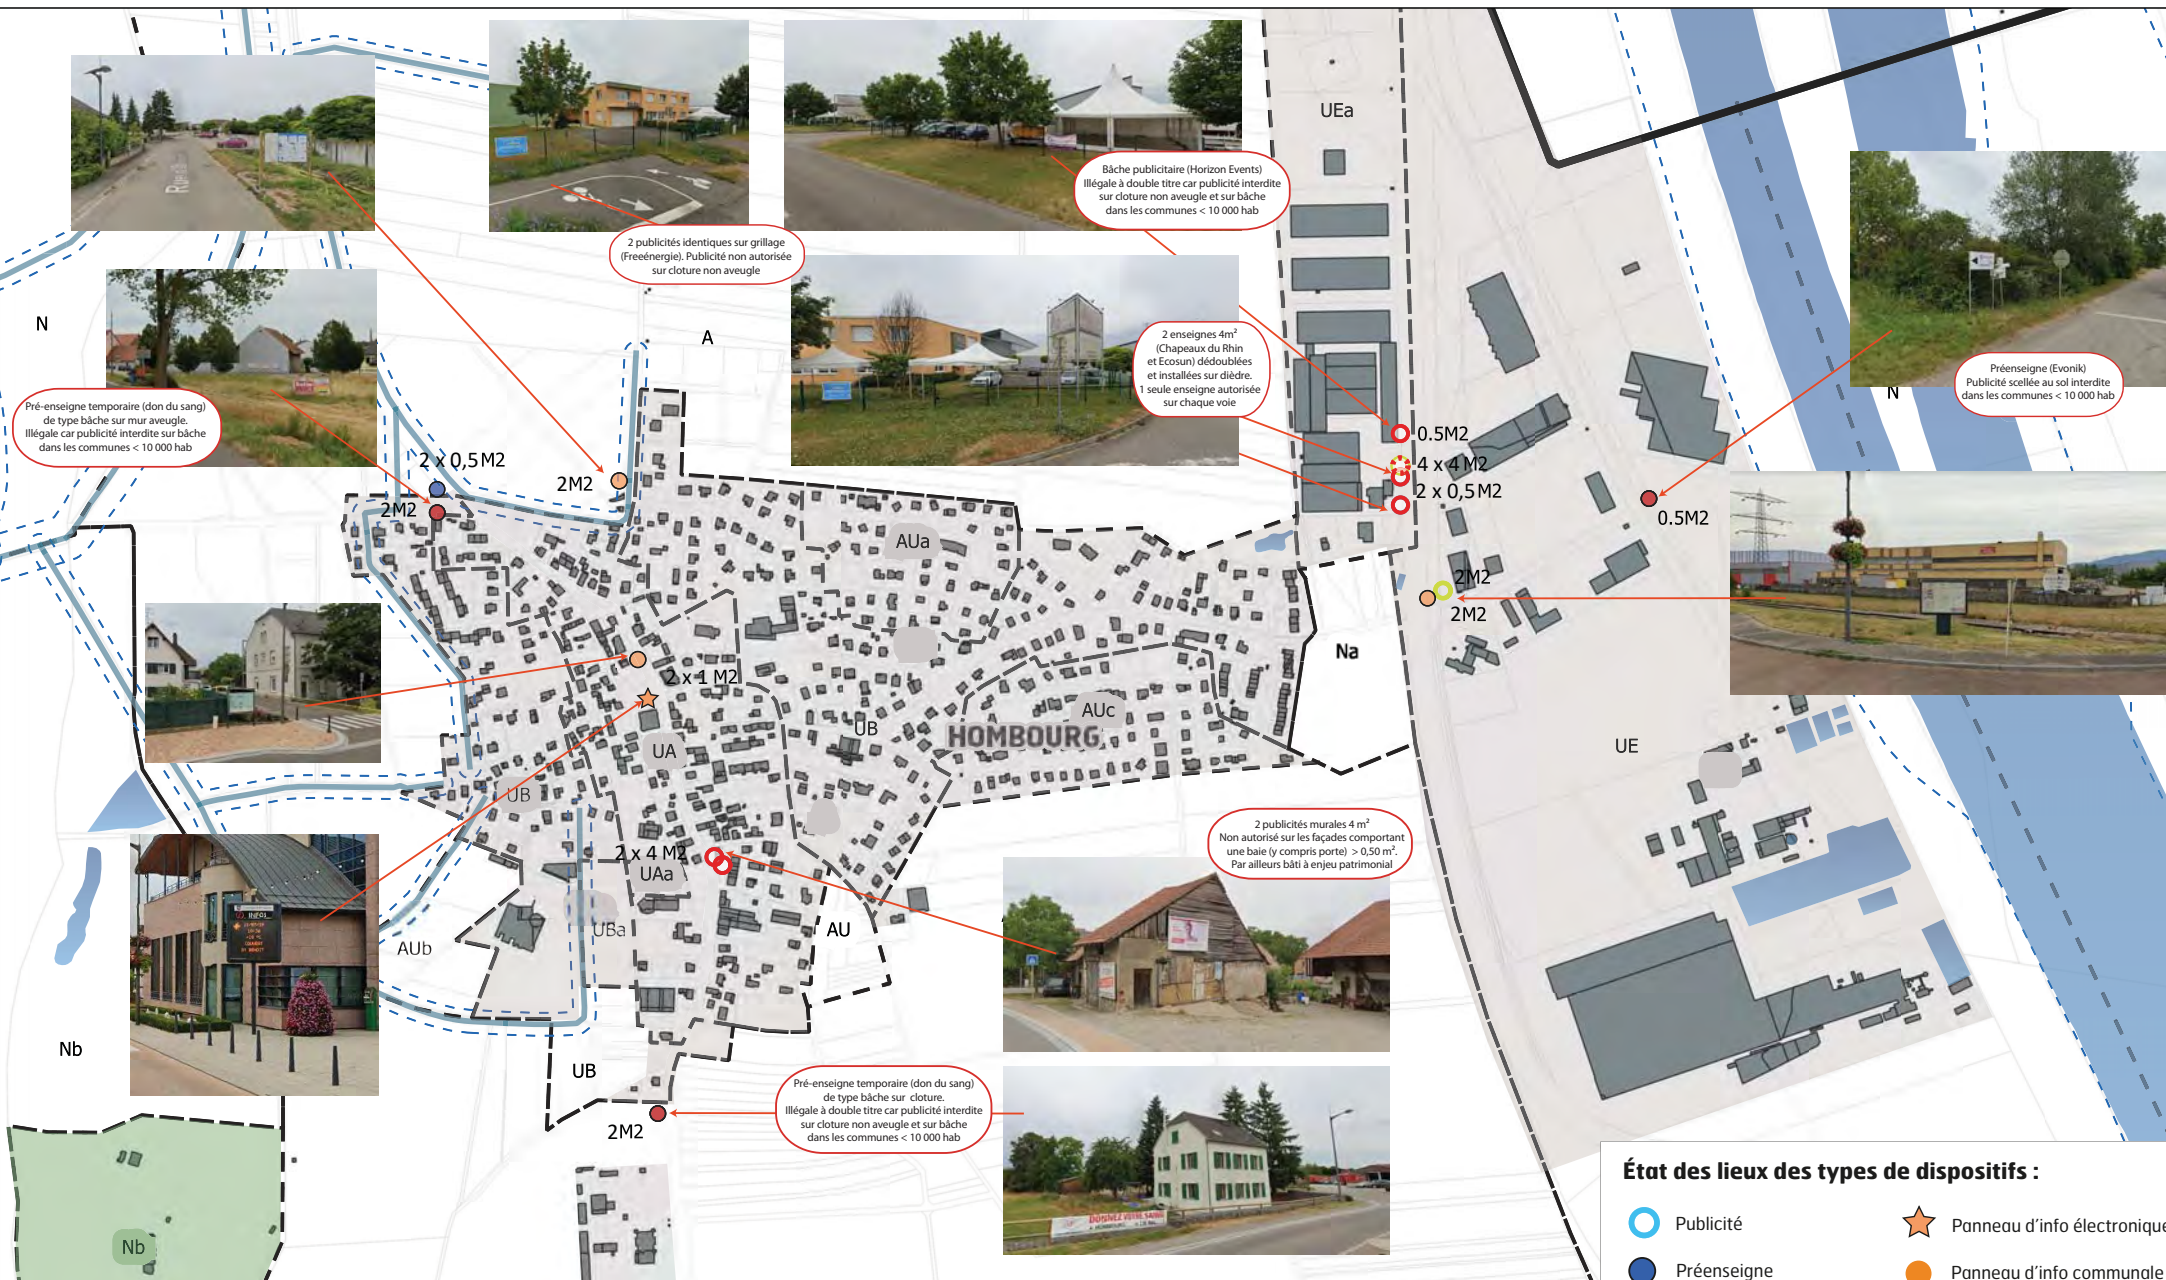 UEa
Bâche publicitaire (Horizon Events)
Illégale à double titre car publicité interdite
sur cloture non aveugle et sur bâche
dans les communes < 10 000 hab
2 publicités identiques sur grillage
(Freeénergie). Publicité non autorisée
sur cloture non aveugle
N
A
2 enseignes 4m²
(Chapeaux du Rhin
et Ecosun) dédoublées
et installées sur dièdre.
1 seule enseigne autorisée
sur chaque voie
Préenseigne (Evonik)
Publicité scellée au sol interdite
dans les communes < 10 000 hab
N
Pré-enseigne temporaire (don du sang)
de type bâche sur mur aveugle.
Illégale car publicité interdite sur bâche
dans les communes < 10 000 hab
2 x 0,5M2
2M2
2M2
0.5M2
4 x 4M2
2 x 0,5M2
0.5M2
AUa
2M2
2M2
Na
2 x 1 M2
AUc
UB
HOMBOURG
UA
UE
UB
INFOS
2 x 4 M2
UAa
2 publicités murales 4 m²
Non autorisé sur les façades comportant
une baie (y compris porte) > 0,50 m².
Par ailleurs bâti à enjeu patrimonial
UBa
AU
AUb
Nb
UB
Pré-enseigne temporaire (don du sang)
de type bâche sur cloture.
Illégale à double titre car publicité interdite
sur cloture non aveugle et sur bâche
dans les communes < 10 000 hab
2M2
DONNEZ VOTRE SANG
Nb
État des lieux des types de dispositifs :
Publicité
Panneau d'info électronique
Préenseigne
Panneau d'info communale